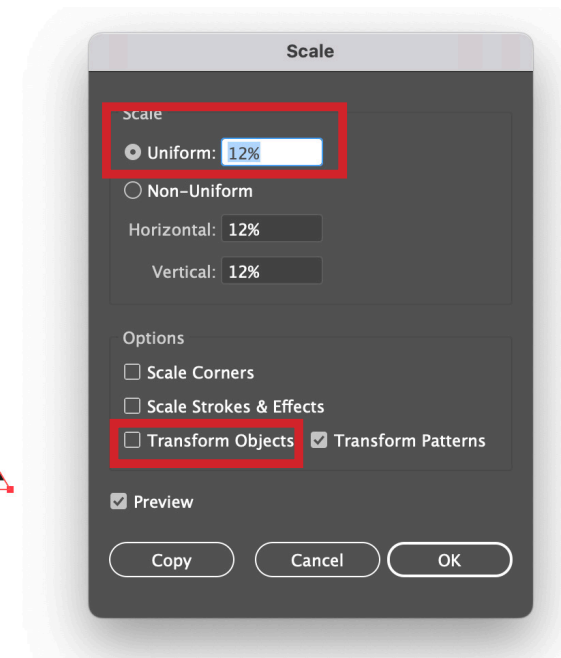 Scale
Scale
Uniform: 12%
Non-Uniform
Horizontal: 12%
Vertical: 12%
Options
Scale Corners
Scale Strokes & Effects
Transform Objects Transform Patterns
Preview
Copy Cancel OK